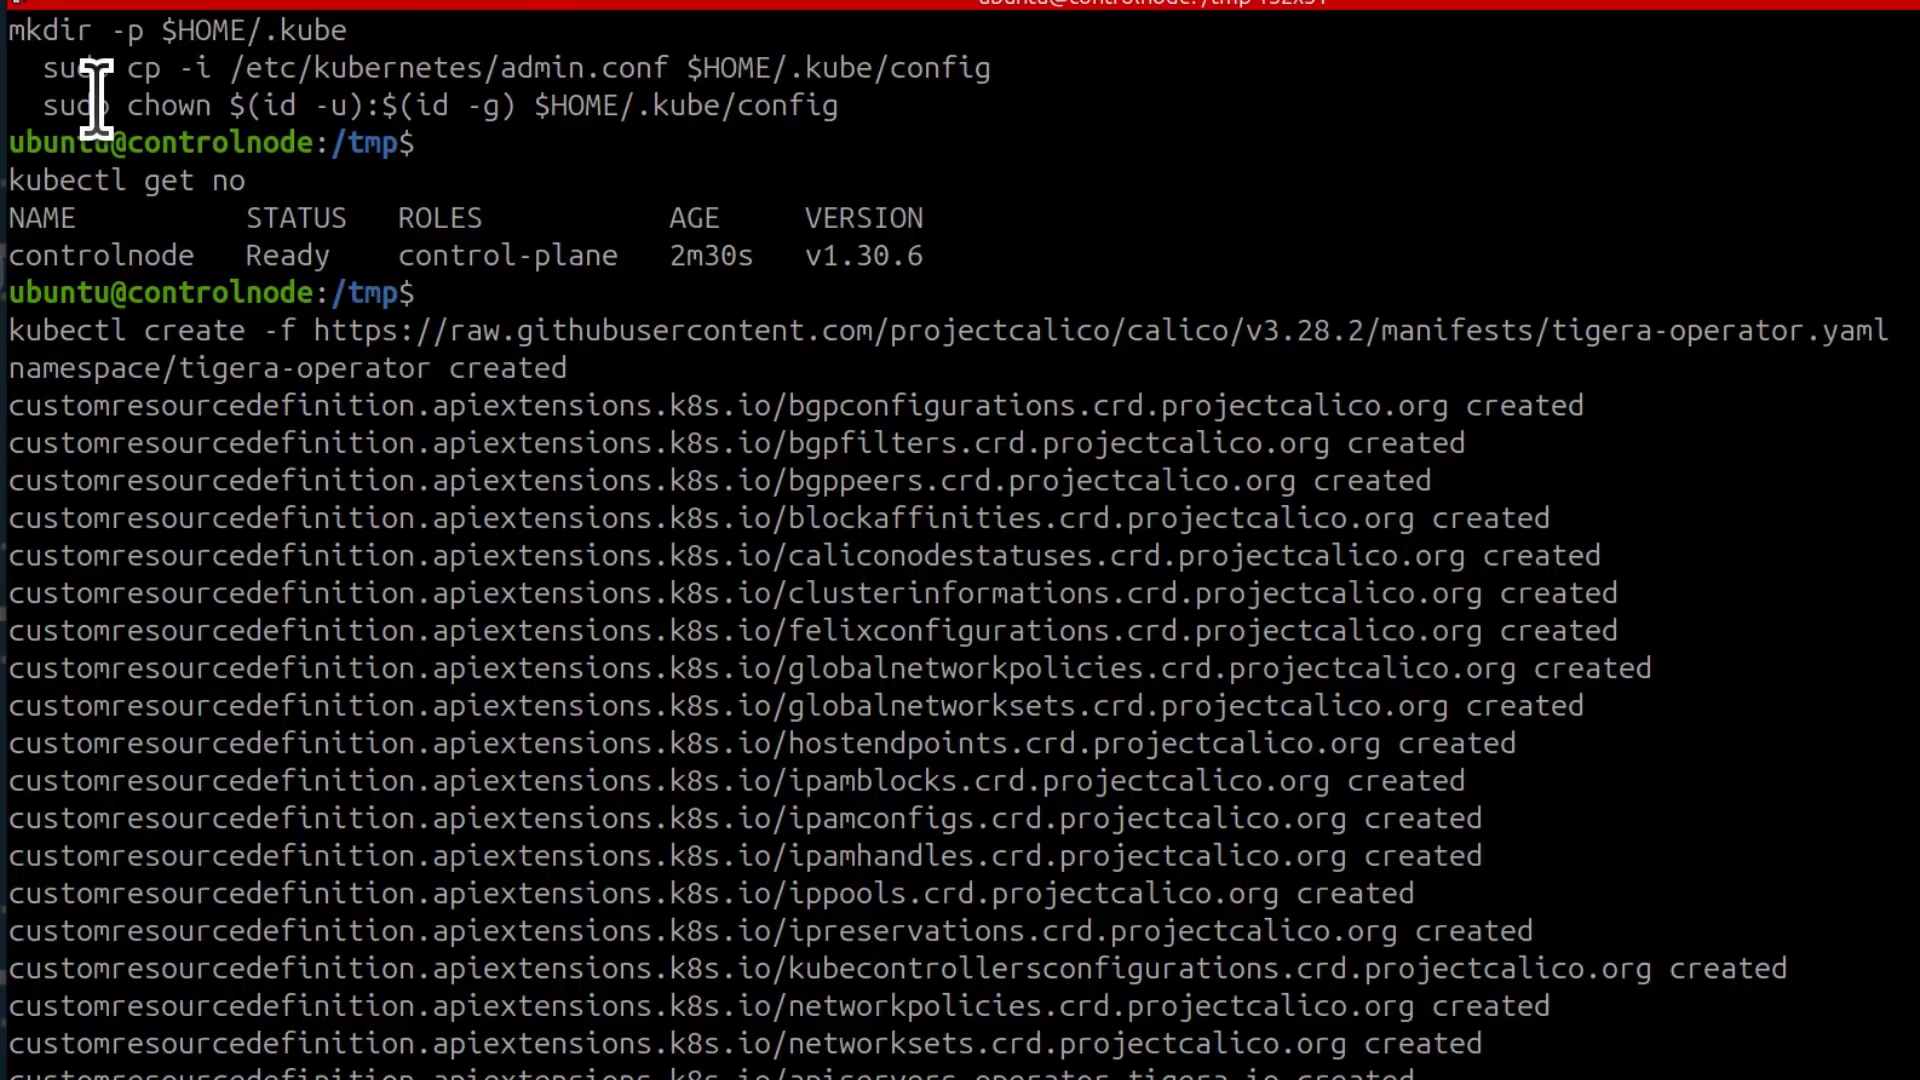 mkdir -p $HOME/.kube
sudo cp -i /etc/kubernetes/admin.conf $HOME/.kube/config
sudo chown $(id -u):$(id -g) $HOME/.kube/config
ubuntu@controlnode:/tmp$
kubectl get no
NAME STATUS ROLES AGE VERSION
controlnode Ready control-plane 2m30s v1.30.6
ubuntu@controlnode:/tmp$
kubectl create -f https://raw.githubusercontent.com/projectcalico/calico/v3.28.2/manifests/tigera-operator.yaml
namespace/tigera-operator created
customresourcedefinition.apiextensions.k8s.io/bgpconfigurations.crd.projectcalico.org created
customresourcedefinition.apiextensions.k8s.io/bgpfilters.crd.projectcalico.org created
customresourcedefinition.apiextensions.k8s.io/bgppeers.crd.projectcalico.org created
customresourcedefinition.apiextensions.k8s.io/blockaffinities.crd.projectcalico.org created
customresourcedefinition.apiextensions.k8s.io/caliconodestatuses.crd.projectcalico.org created
customresourcedefinition.apiextensions.k8s.io/clusterinformations.crd.projectcalico.org created
customresourcedefinition.apiextensions.k8s.io/felixconfigurations.crd.projectcalico.org created
customresourcedefinition.apiextensions.k8s.io/globalnetworkpolicies.crd.projectcalico.org created
customresourcedefinition.apiextensions.k8s.io/globalnetworksets.crd.projectcalico.org created
customresourcedefinition.apiextensions.k8s.io/hostendpoints.crd.projectcalico.org created
customresourcedefinition.apiextensions.k8s.io/ipamblocks.crd.projectcalico.org created
customresourcedefinition.apiextensions.k8s.io/ipamconfigs.crd.projectcalico.org created
customresourcedefinition.apiextensions.k8s.io/ipamhandles.crd.projectcalico.org created
customresourcedefinition.apiextensions.k8s.io/ippools.crd.projectcalico.org created
customresourcedefinition.apiextensions.k8s.io/ipreservations.crd.projectcalico.org created
customresourcedefinition.apiextensions.k8s.io/kubecontrollersconfigurations.crd.projectcalico.org created
customresourcedefinition.apiextensions.k8s.io/networkpolicies.crd.projectcalico.org created
customresourcedefinition.apiextensions.k8s.io/networksets.crd.projectcalico.org created